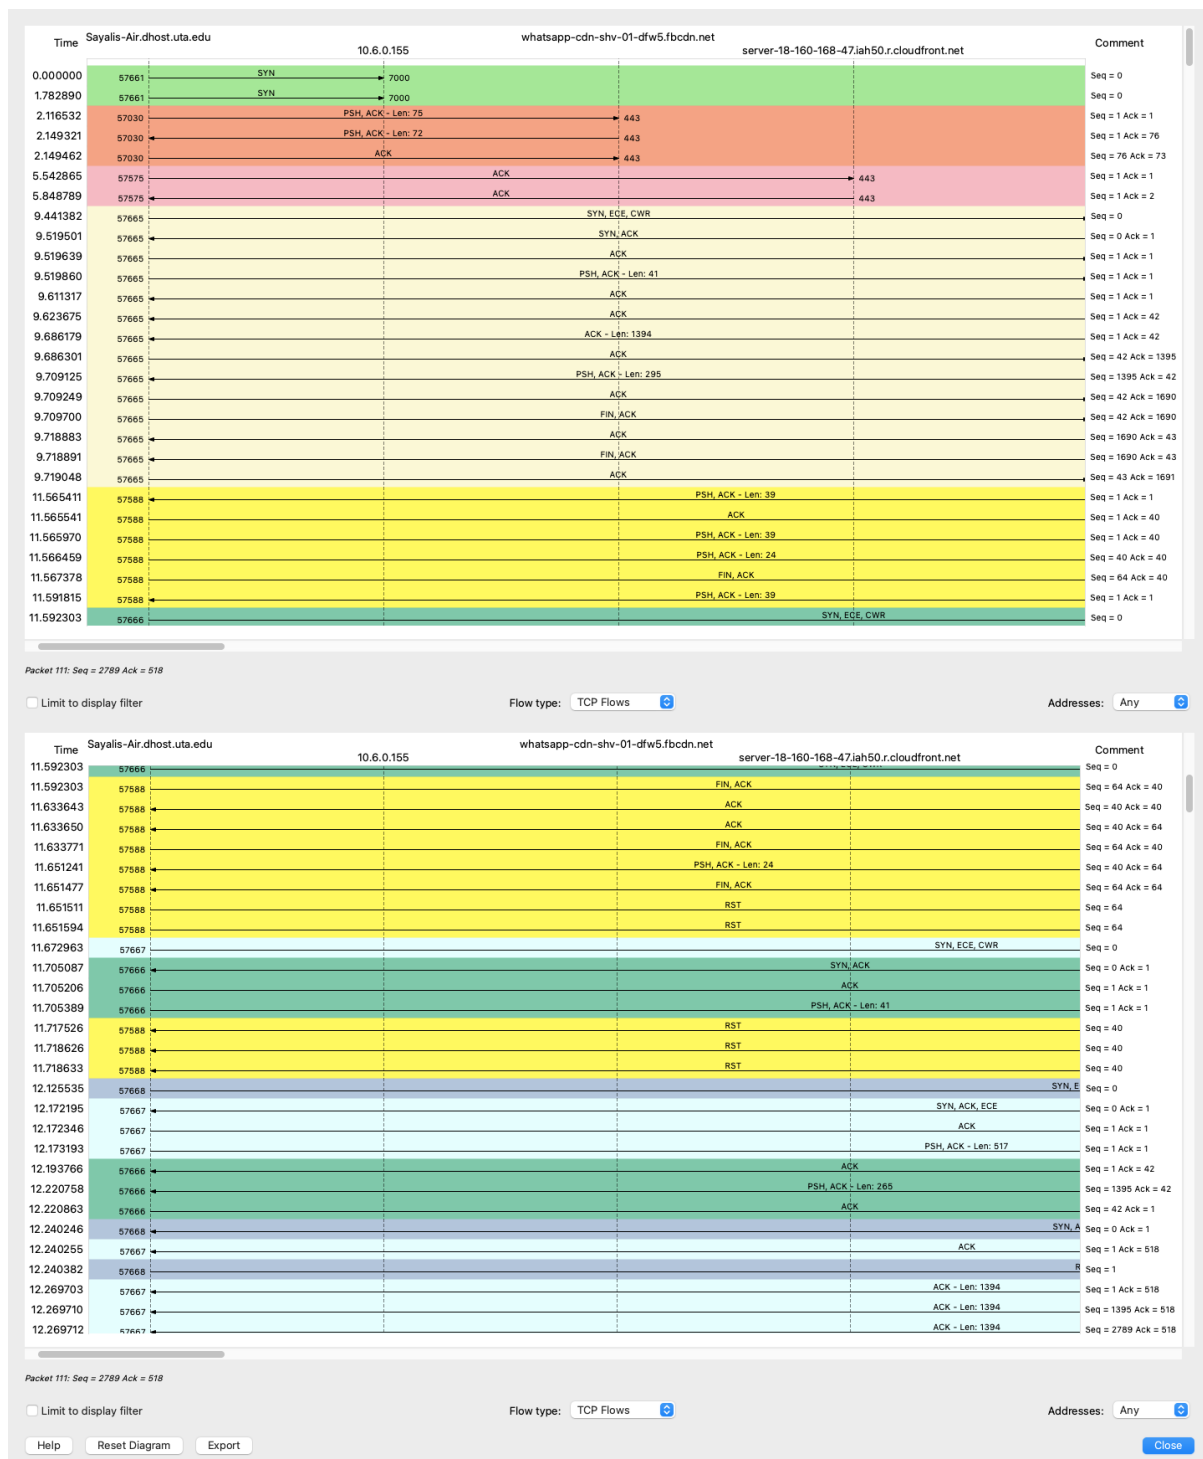 Time Sayalis-Air.dhost.uta.edu whatsapp-cdn-shv-01-dfw5.fbcdn.net Comment
10.6.0.155 server-18-160-168-47.iah50.r.cloudfront.net
0.000000 57661 SYN 7000 Seq = 0
1.782890 57661 SYN 7000 Seq = 0
2.116532 57030 PSH, ACK - Len: 75 443 Seq = 1 Ack = 1
2.149321 57030 PSH, ACK - Len: 72 443 Seq = 1 Ack = 76
2.149462 57030 ACK 443 Seq = 76 Ack = 73
5.542865 57575 ACK 443 Seq = 1 Ack = 1
5.848789 57575 ACK 443 Seq = 1 Ack = 2
9.441382 57665 SYN, ECE, CWR Seq = 0
9.519501 57665 SYN, ACK Seq = 0 Ack = 1
9.519639 57665 ACK Seq = 1 Ack = 1
9.519860 57665 PSH, ACK - Len: 41 Seq = 1 Ack = 1
9.611317 57665 ACK Seq = 1 Ack = 1
9.623675 57665 ACK Seq = 1 Ack = 42
9.686179 57665 ACK - Len: 1394 Seq = 1 Ack = 42
9.686301 57665 ACK Seq = 42 Ack = 1395
9.709125 57665 PSH, ACK - Len: 295 Seq = 1395 Ack = 42
9.709249 57665 ACK Seq = 42 Ack = 1690
9.709700 57665 FIN, ACK Seq = 42 Ack = 1690
9.718883 57665 ACK Seq = 1690 Ack = 43
9.718891 57665 FIN, ACK Seq = 1690 Ack = 43
9.719048 57665 ACK Seq = 43 Ack = 1691
11.565411 57588 PSH, ACK - Len: 39 Seq = 1 Ack = 1
11.565541 57588 ACK Seq = 1 Ack = 40
11.565970 57588 PSH, ACK - Len: 39 Seq = 1 Ack = 40
11.566459 57588 PSH, ACK - Len: 24 Seq = 40 Ack = 40
11.567378 57588 FIN, ACK Seq = 64 Ack = 40
11.591815 57588 PSH, ACK - Len: 39 Seq = 1 Ack = 1
11.592303 57666 SYN, ECE, CWR Seq = 0
Packet 111: Seq = 2789 Ack = 518
Limit to display filter Flow type: TCP Flows Addresses: Any
Time Sayalis-Air.dhost.uta.edu whatsapp-cdn-shv-01-dfw5.fbcdn.net Comment
10.6.0.155 server-18-160-168-47.iah50.r.cloudfront.net
11.592303 57666 Seq = 0
11.592303 57588 FIN, ACK Seq = 64 Ack = 40
11.633643 57588 ACK Seq = 40 Ack = 40
11.633650 57588 ACK Seq = 40 Ack = 64
11.633771 57588 FIN, ACK Seq = 64 Ack = 40
11.651241 57588 PSH, ACK - Len: 24 Seq = 40 Ack = 64
11.651477 57588 FIN, ACK Seq = 64 Ack = 64
11.651511 57588 RST Seq = 64
11.651594 57588 RST Seq = 64
11.672963 57667 SYN, ECE, CWR Seq = 0
11.705087 57666 SYN, ACK Seq = 0 Ack = 1
11.705206 57666 ACK Seq = 1 Ack = 1
11.705389 57666 PSH, ACK - Len: 41 Seq = 1 Ack = 1
11.717526 57588 RST Seq = 40
11.718626 57588 RST Seq = 40
11.718633 57588 RST Seq = 40
12.125535 57668 SYN, E Seq = 0
12.172195 57667 SYN, ACK, ECE Seq = 0 Ack = 1
12.172346 57667 ACK Seq = 1 Ack = 1
12.173193 57667 PSH, ACK - Len: 517 Seq = 1 Ack = 1
12.193766 57666 ACK Seq = 1 Ack = 42
12.220758 57666 PSH, ACK - Len: 265 Seq = 1395 Ack = 42
12.220863 57666 ACK Seq = 42 Ack = 1
12.240246 57668 SYN, A Seq = 0 Ack = 1
12.240255 57667 ACK Seq = 1 Ack = 518
12.240382 57668 R Seq = 1
12.269703 57667 ACK - Len: 1394 Seq = 1 Ack = 518
12.269710 57667 ACK - Len: 1394 Seq = 1395 Ack = 518
12.269712 57667 ACK - Len: 1394 Seq = 2789 Ack = 518
Packet 111: Seq = 2789 Ack = 518
Limit to display filter Flow type: TCP Flows Addresses: Any
Help Reset Diagram Export Close